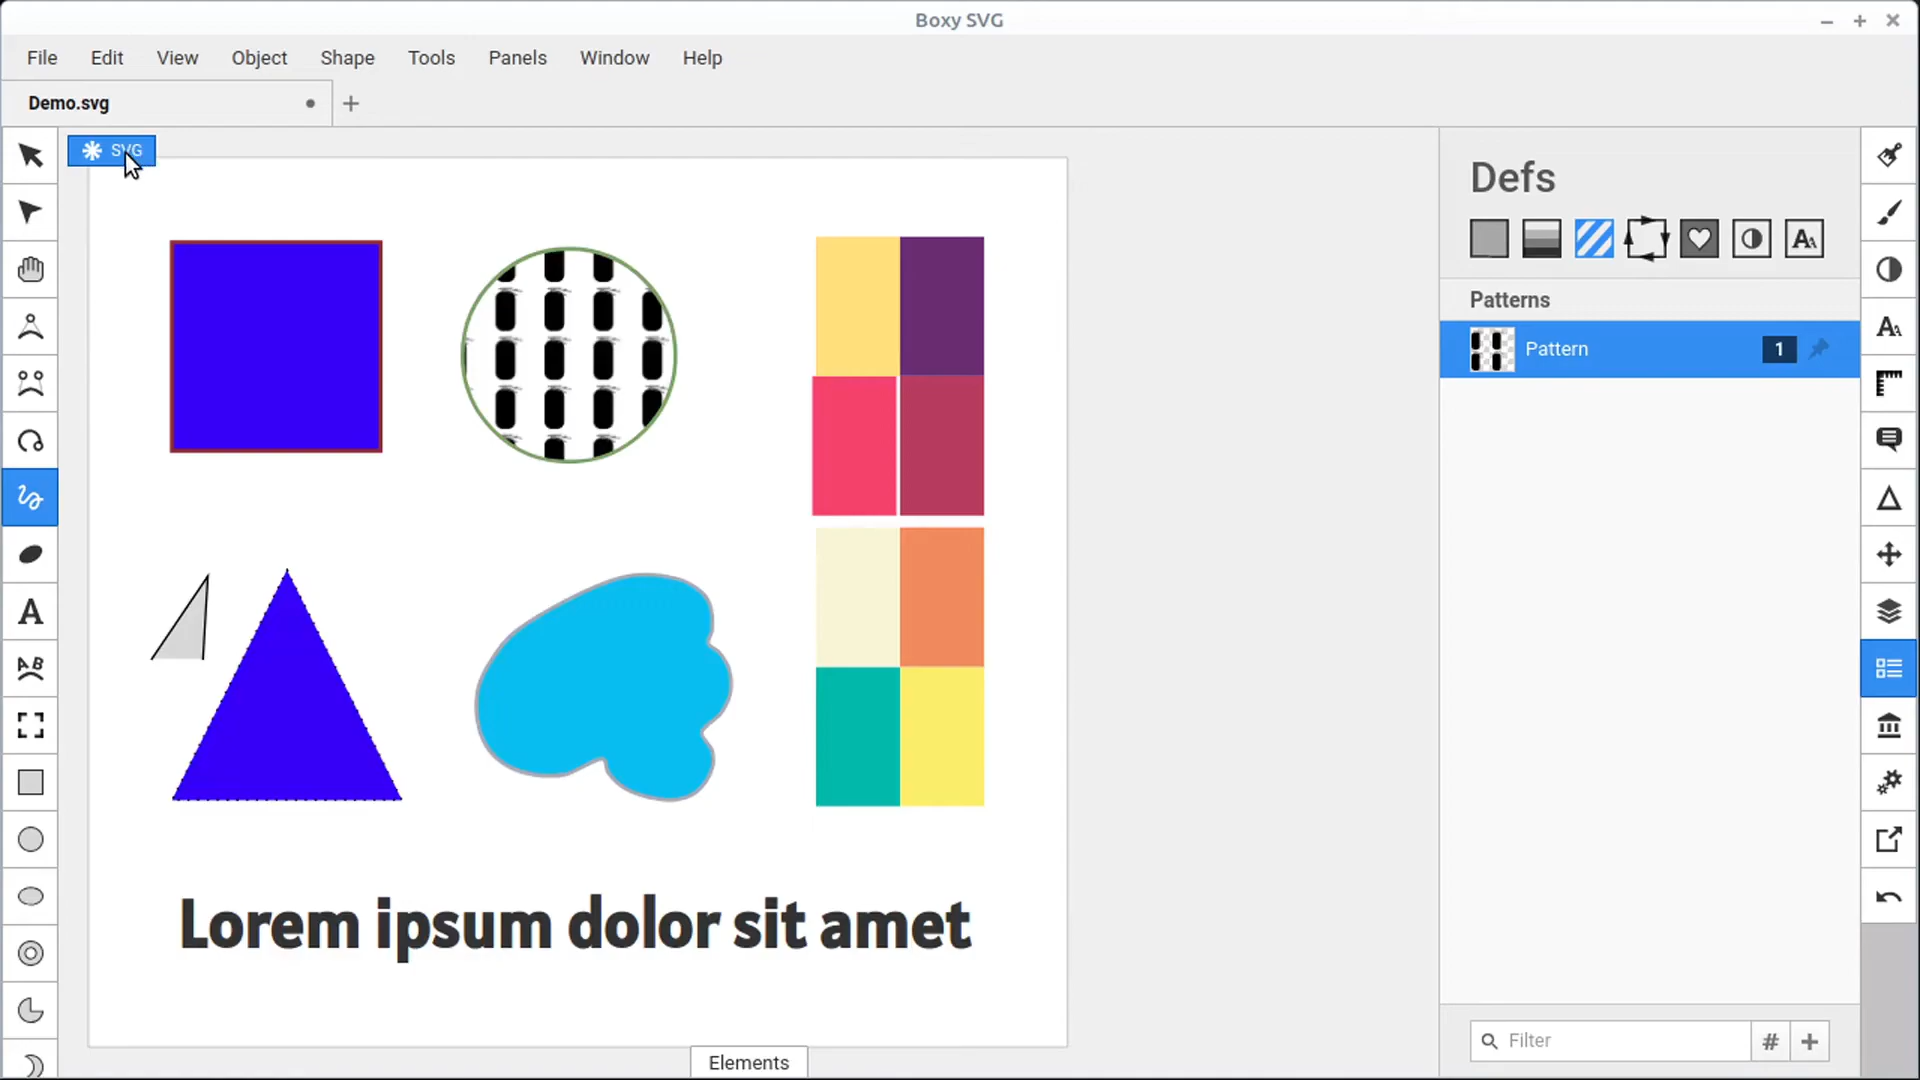 Boxy SVG
File Edit View Object Shape Tools Panels Window Help
Demo.svg
SVG
Defs
Patterns
Pattern 1
Lorem ipsum dolor sit amet
Filter #
Elements